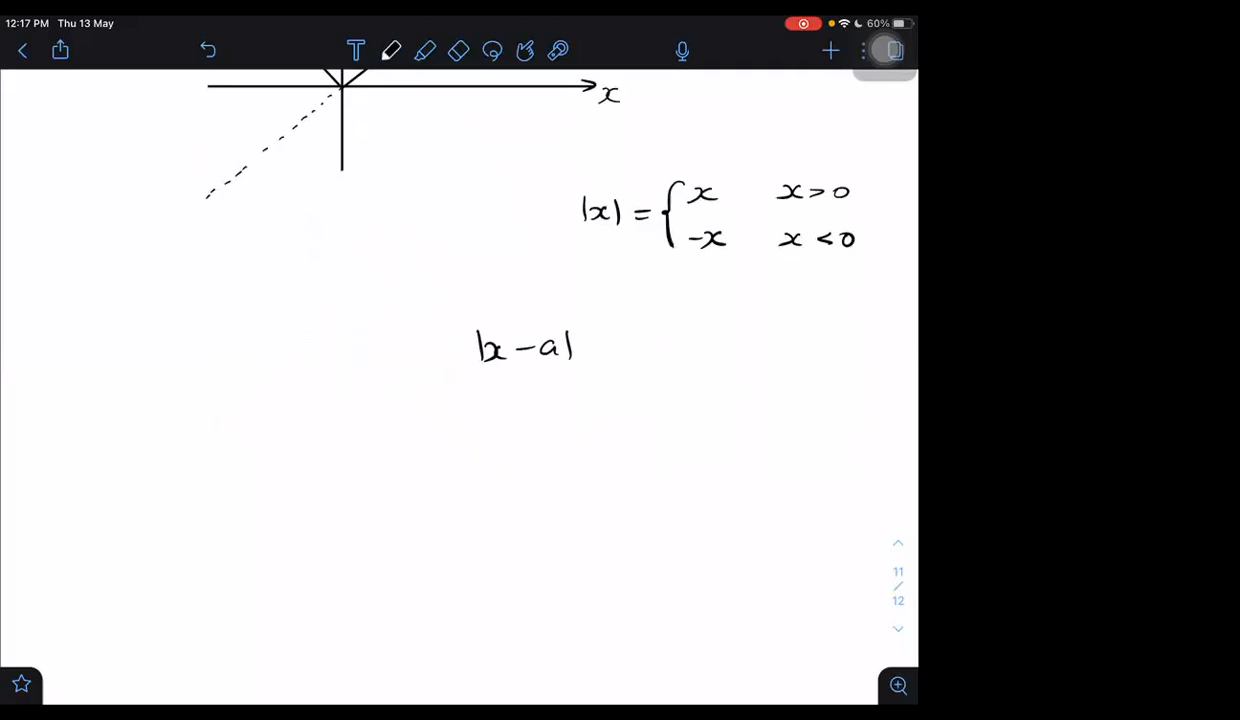 12:17 PM Thu 13 May
60%
T
x
|x| = { x x > 0
-x x < 0
|x - a|
11
/
12